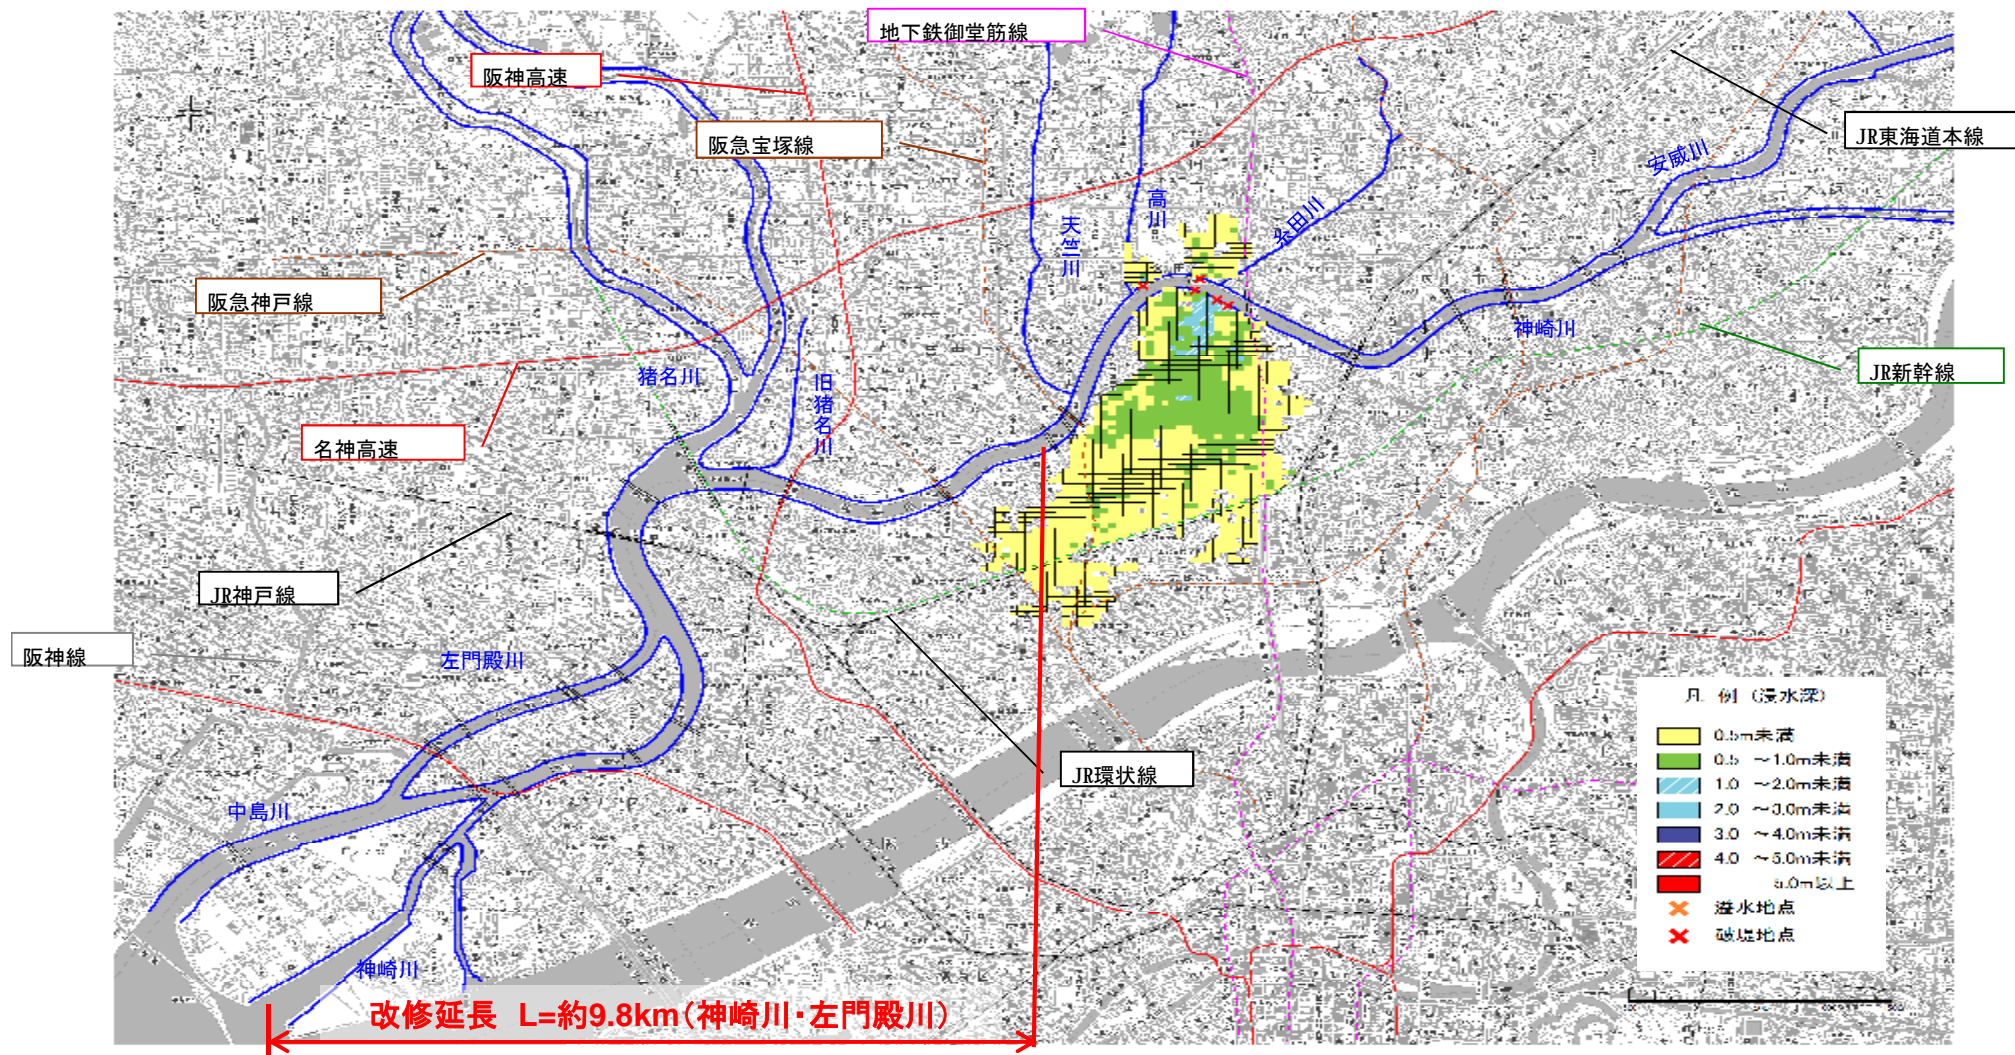 地下鉄御堂筋線
阪神高速
阪急宝塚線
JR東海道本線
安威川
高川
天竺川
糸田川
阪急神戸線
神崎川
JR新幹線
猪名川
旧猪名川
名神高速
JR神戸線
阪神線
左門殿川
JR環状線
中島川
神崎川
凡 例 (浸水深)
0.5m未満
0.5 ～1.0m未満
1.0 ～2.0m未満
2.0 ～3.0m未満
3.0 ～4.0m未満
4.0 ～5.0m未満
5.0m以上
溢水地点
破堤地点
改修延長 L=約9.8km(神崎川・左門殿川)